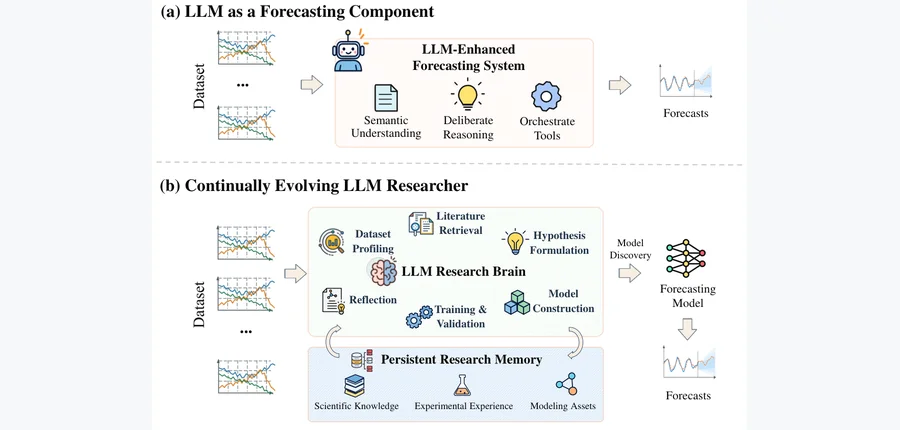 (a) LLM as a Forecasting Component
Dataset
...
LLM-Enhanced
Forecasting System
Semantic
Understanding
Deliberate
Reasoning
Orchestrate
Tools
Forecasts
(b) Continually Evolving LLM Researcher
Dataset
...
Literature
Retrieval
Dataset
Profiling
Hypothesis
Formulation
LLM Research Brain
Reflection
Training &
Validation
Model
Construction
Persistent Research Memory
Scientific Knowledge
Experimental Experience
Modeling Assets
Model
Discovery
Forecasting
Model
Forecasts